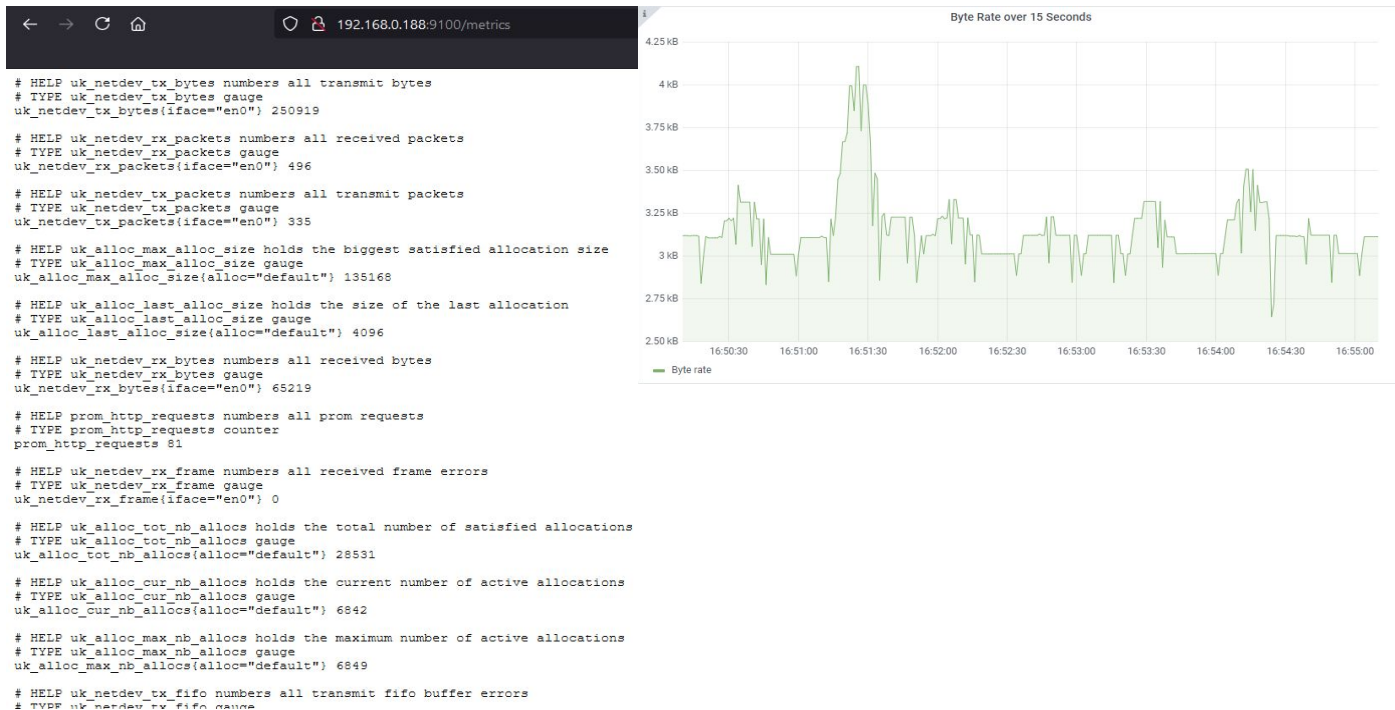 192.168.0.188:9100/metrics
# HELP uk_netdev_tx_bytes numbers all transmit bytes
# TYPE uk_netdev_tx_bytes gauge
uk_netdev_tx_bytes{iface="en0"} 250919
# HELP uk_netdev_rx_packets numbers all received packets
# TYPE uk_netdev_rx_packets gauge
uk_netdev_rx_packets{iface="en0"} 496
# HELP uk_netdev_tx_packets numbers all transmit packets
# TYPE uk_netdev_tx_packets gauge
uk_netdev_tx_packets{iface="en0"} 335
# HELP uk_alloc_max_alloc_size holds the biggest satisfied allocation size
# TYPE uk_alloc_max_alloc_size gauge
uk_alloc_max_alloc_size{alloc="default"} 135168
# HELP uk_alloc_last_alloc_size holds the size of the last allocation
# TYPE uk_alloc_last_alloc_size gauge
uk_alloc_last_alloc_size{alloc="default"} 4096
# HELP uk_netdev_rx_bytes numbers all received bytes
# TYPE uk_netdev_rx_bytes gauge
uk_netdev_rx_bytes{iface="en0"} 65219
# HELP prom_http_requests numbers all prom requests
# TYPE prom_http_requests counter
prom_http_requests 81
# HELP uk_netdev_rx_frame numbers all received frame errors
# TYPE uk_netdev_rx_frame gauge
uk_netdev_rx_frame{iface="en0"} 0
# HELP uk_alloc_tot_nb_allocs holds the total number of satisfied allocations
# TYPE uk_alloc_tot_nb_allocs gauge
uk_alloc_tot_nb_allocs{alloc="default"} 28531
# HELP uk_alloc_cur_nb_allocs holds the current number of active allocations
# TYPE uk_alloc_cur_nb_allocs gauge
uk_alloc_cur_nb_allocs{alloc="default"} 6842
# HELP uk_alloc_max_nb_allocs holds the maximum number of active allocations
# TYPE uk_alloc_max_nb_allocs gauge
uk_alloc_max_nb_allocs{alloc="default"} 6849
# HELP uk_netdev_tx_fifo numbers all transmit fifo buffer errors
# TYPE uk_netdev_tx_fifo gauge
i
Byte Rate over 15 Seconds
4.25 kB
4 kB
3.75 kB
3.50 kB
3.25 kB
3 kB
2.75 kB
2.50 kB
16:50:30 16:51:00 16:51:30 16:52:00 16:52:30 16:53:00 16:53:30 16:54:00 16:54:30 16:55:00
Byte rate